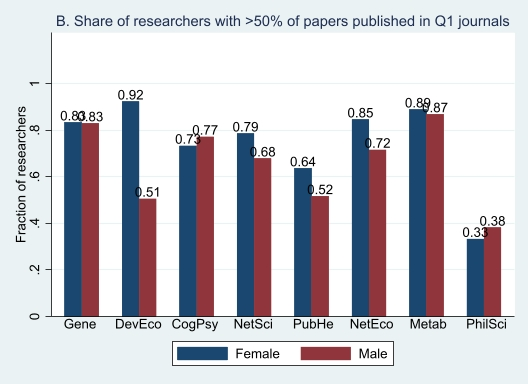 B. Share of researchers with >50% of papers published in Q1 journals
Fraction of researchers
1
.8
.6
.4
.2
0
0.83 0.83 0.92 0.51 0.73 0.77 0.79 0.68 0.64 0.52 0.85 0.72 0.89 0.87 0.33 0.38
Gene DevEco CogPsy NetSci PubHe NetEco Metab PhilSci
Female Male